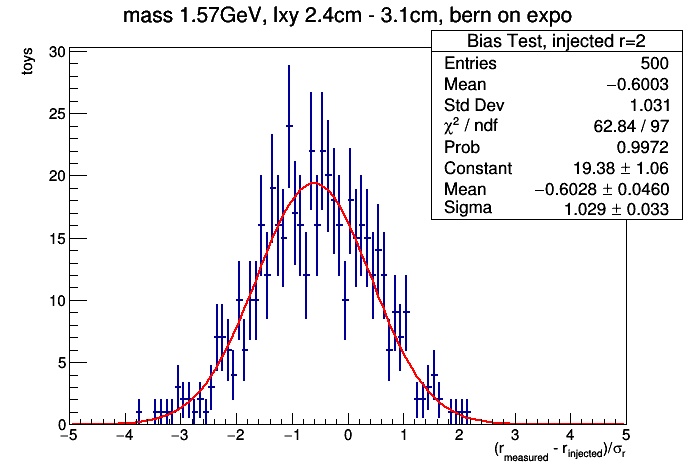 mass 1.57GeV, lxy 2.4cm - 3.1cm, bern on expo
toys
Bias Test, injected r=2
Entries 500
Mean −0.6003
Std Dev 1.031
χ² / ndf 62.84 / 97
Prob 0.9972
Constant 19.38 ± 1.06
Mean −0.6028 ± 0.0460
Sigma 1.029 ± 0.033
30
25
20
15
10
5
0
−5 −4 −3 −2 −1 0 1 2 3 4 5
(r_measured - r_injected)/σ_r